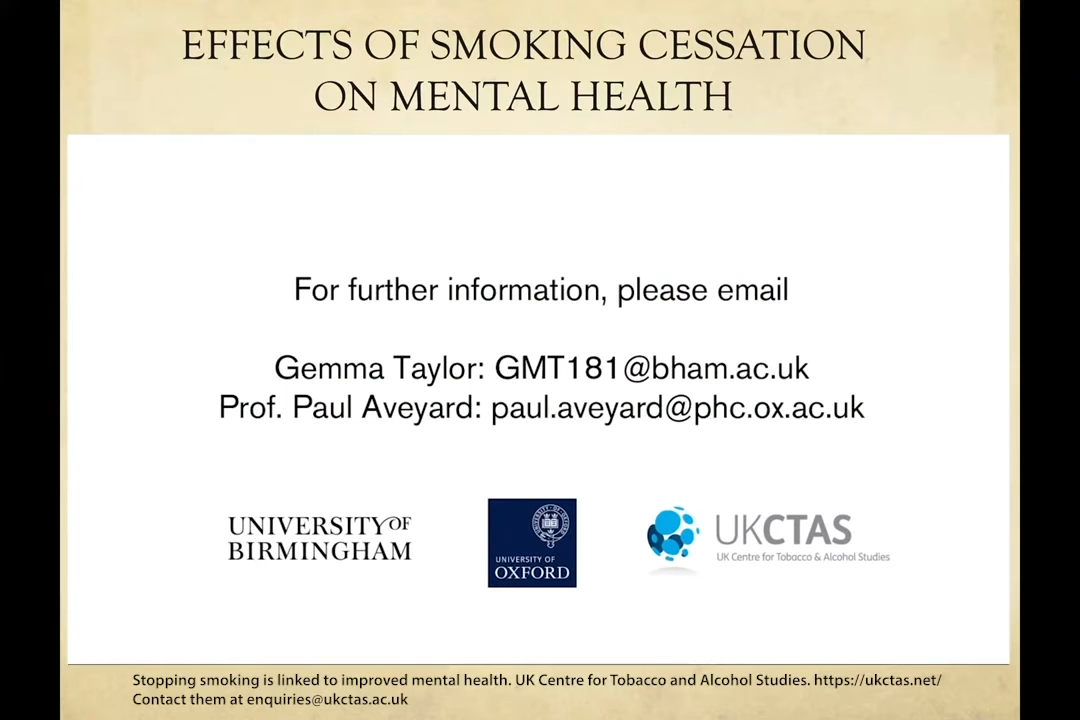 EFFECTS OF SMOKING CESSATION
ON MENTAL HEALTH
For further information, please email
Gemma Taylor: GMT181@bham.ac.uk
Prof. Paul Aveyard: paul.aveyard@phc.ox.ac.uk
UNIVERSITY OF
BIRMINGHAM
UNIVERSITY OF
OXFORD
UKCTAS
UK Centre for Tobacco & Alcohol Studies
Stopping smoking is linked to improved mental health. UK Centre for Tobacco and Alcohol Studies. https://ukctas.net/
Contact them at enquiries@ukctas.ac.uk